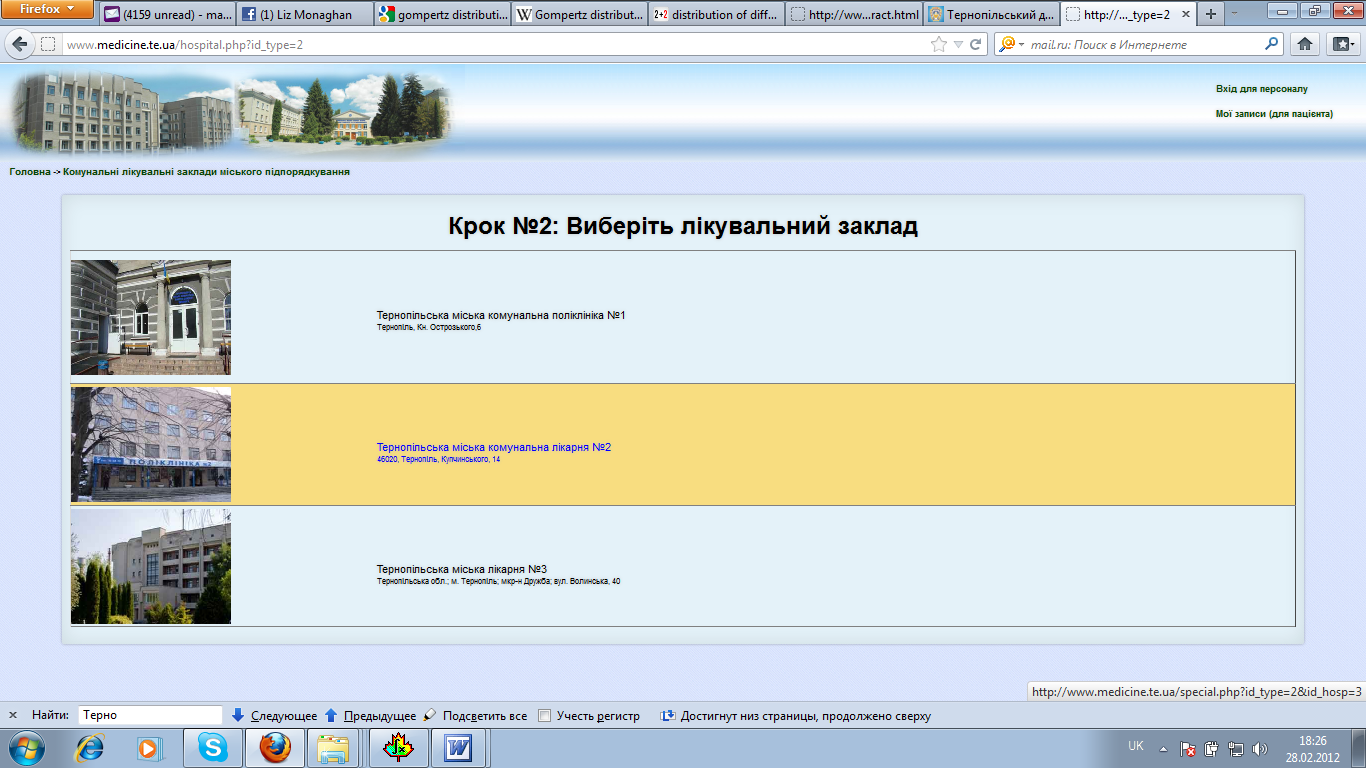 Firefox
(4159 unread) - ma...
(1) Liz Monaghan
gompertz distributi...
Gompertz distribut...
distribution of diff...
http://ww...ract.html
Тернопільський д...
http://..._type=2
www.medicine.te.ua/hospital.php?id_type=2
mail.ru: Поиск в Интернете
Вхід для персоналу
Мої записи (для пацієнта)
Головна -> Комунальні лікувальні заклади міського підпорядкування
Крок №2: Виберіть лікувальний заклад
Тернопільська міська комунальна поліклініка №1
Тернопіль, Кн. Острозького,6
ПОЛІКЛІНІКА №2
Тернопільська міська комунальна лікарня №2
46020, Тернопіль, Купчинського, 14
Тернопільська міська лікарня №3
Тернопільська обл.; м. Тернопіль; мкр-н Дружба; вул. Волинська, 40
http://www.medicine.te.ua/special.php?id_type=2&id_hosp=3
Найти: Терно Следующее Предыдущее Подсветить все Учесть регистр Достигнут низ страницы, продолжено сверху
UK
18:26
28.02.2012